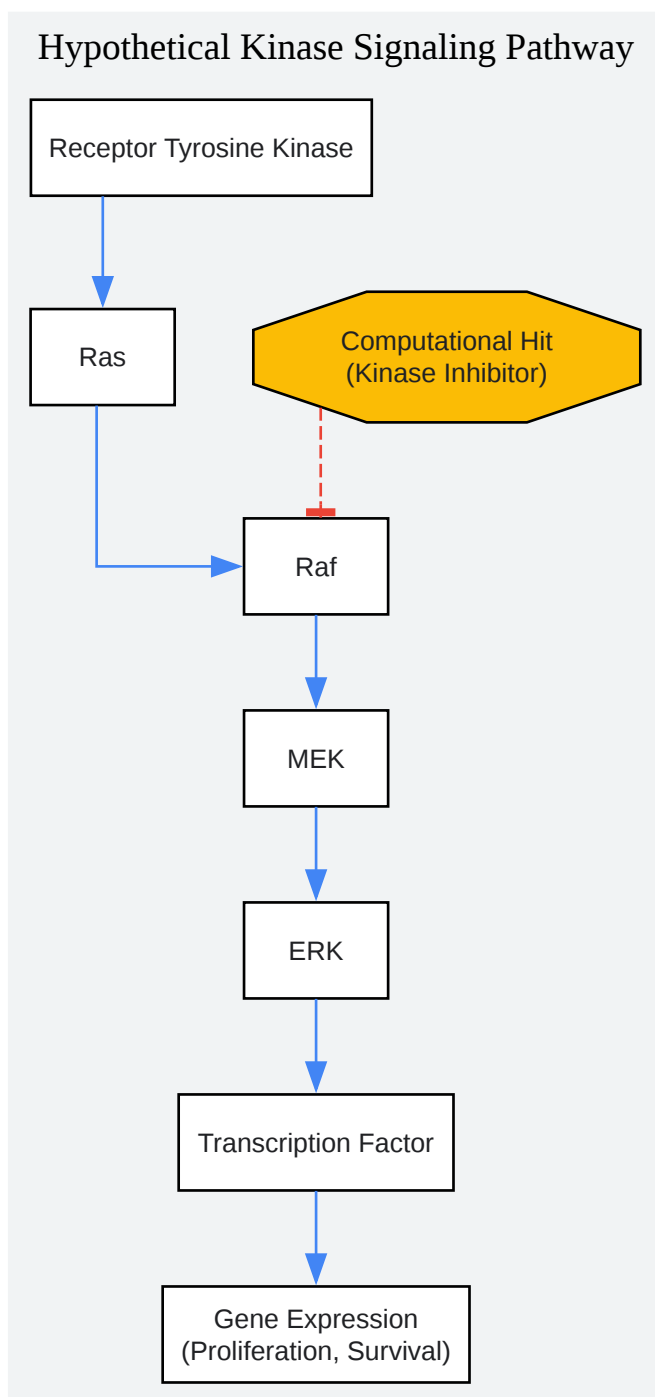 Hypothetical Kinase Signaling Pathway
Receptor Tyrosine Kinase
Ras
Computational Hit
(Kinase Inhibitor)
Raf
MEK
ERK
Transcription Factor
Gene Expression
(Proliferation, Survival)